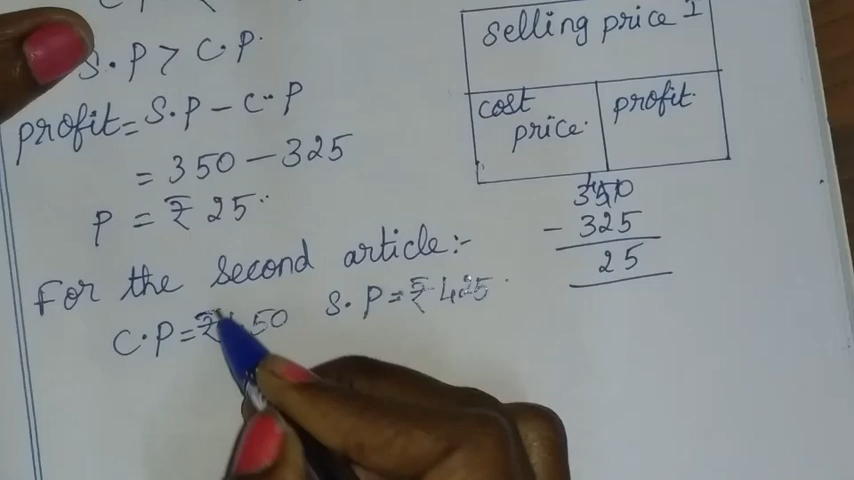 S.P > C.P.
profit = S.P - C.P
= 350 - 325
P = ₹ 25
For the second article:-
C.P = ₹ 50 S.P = ₹ 425
selling price I
cost price profit
350
- 325
25